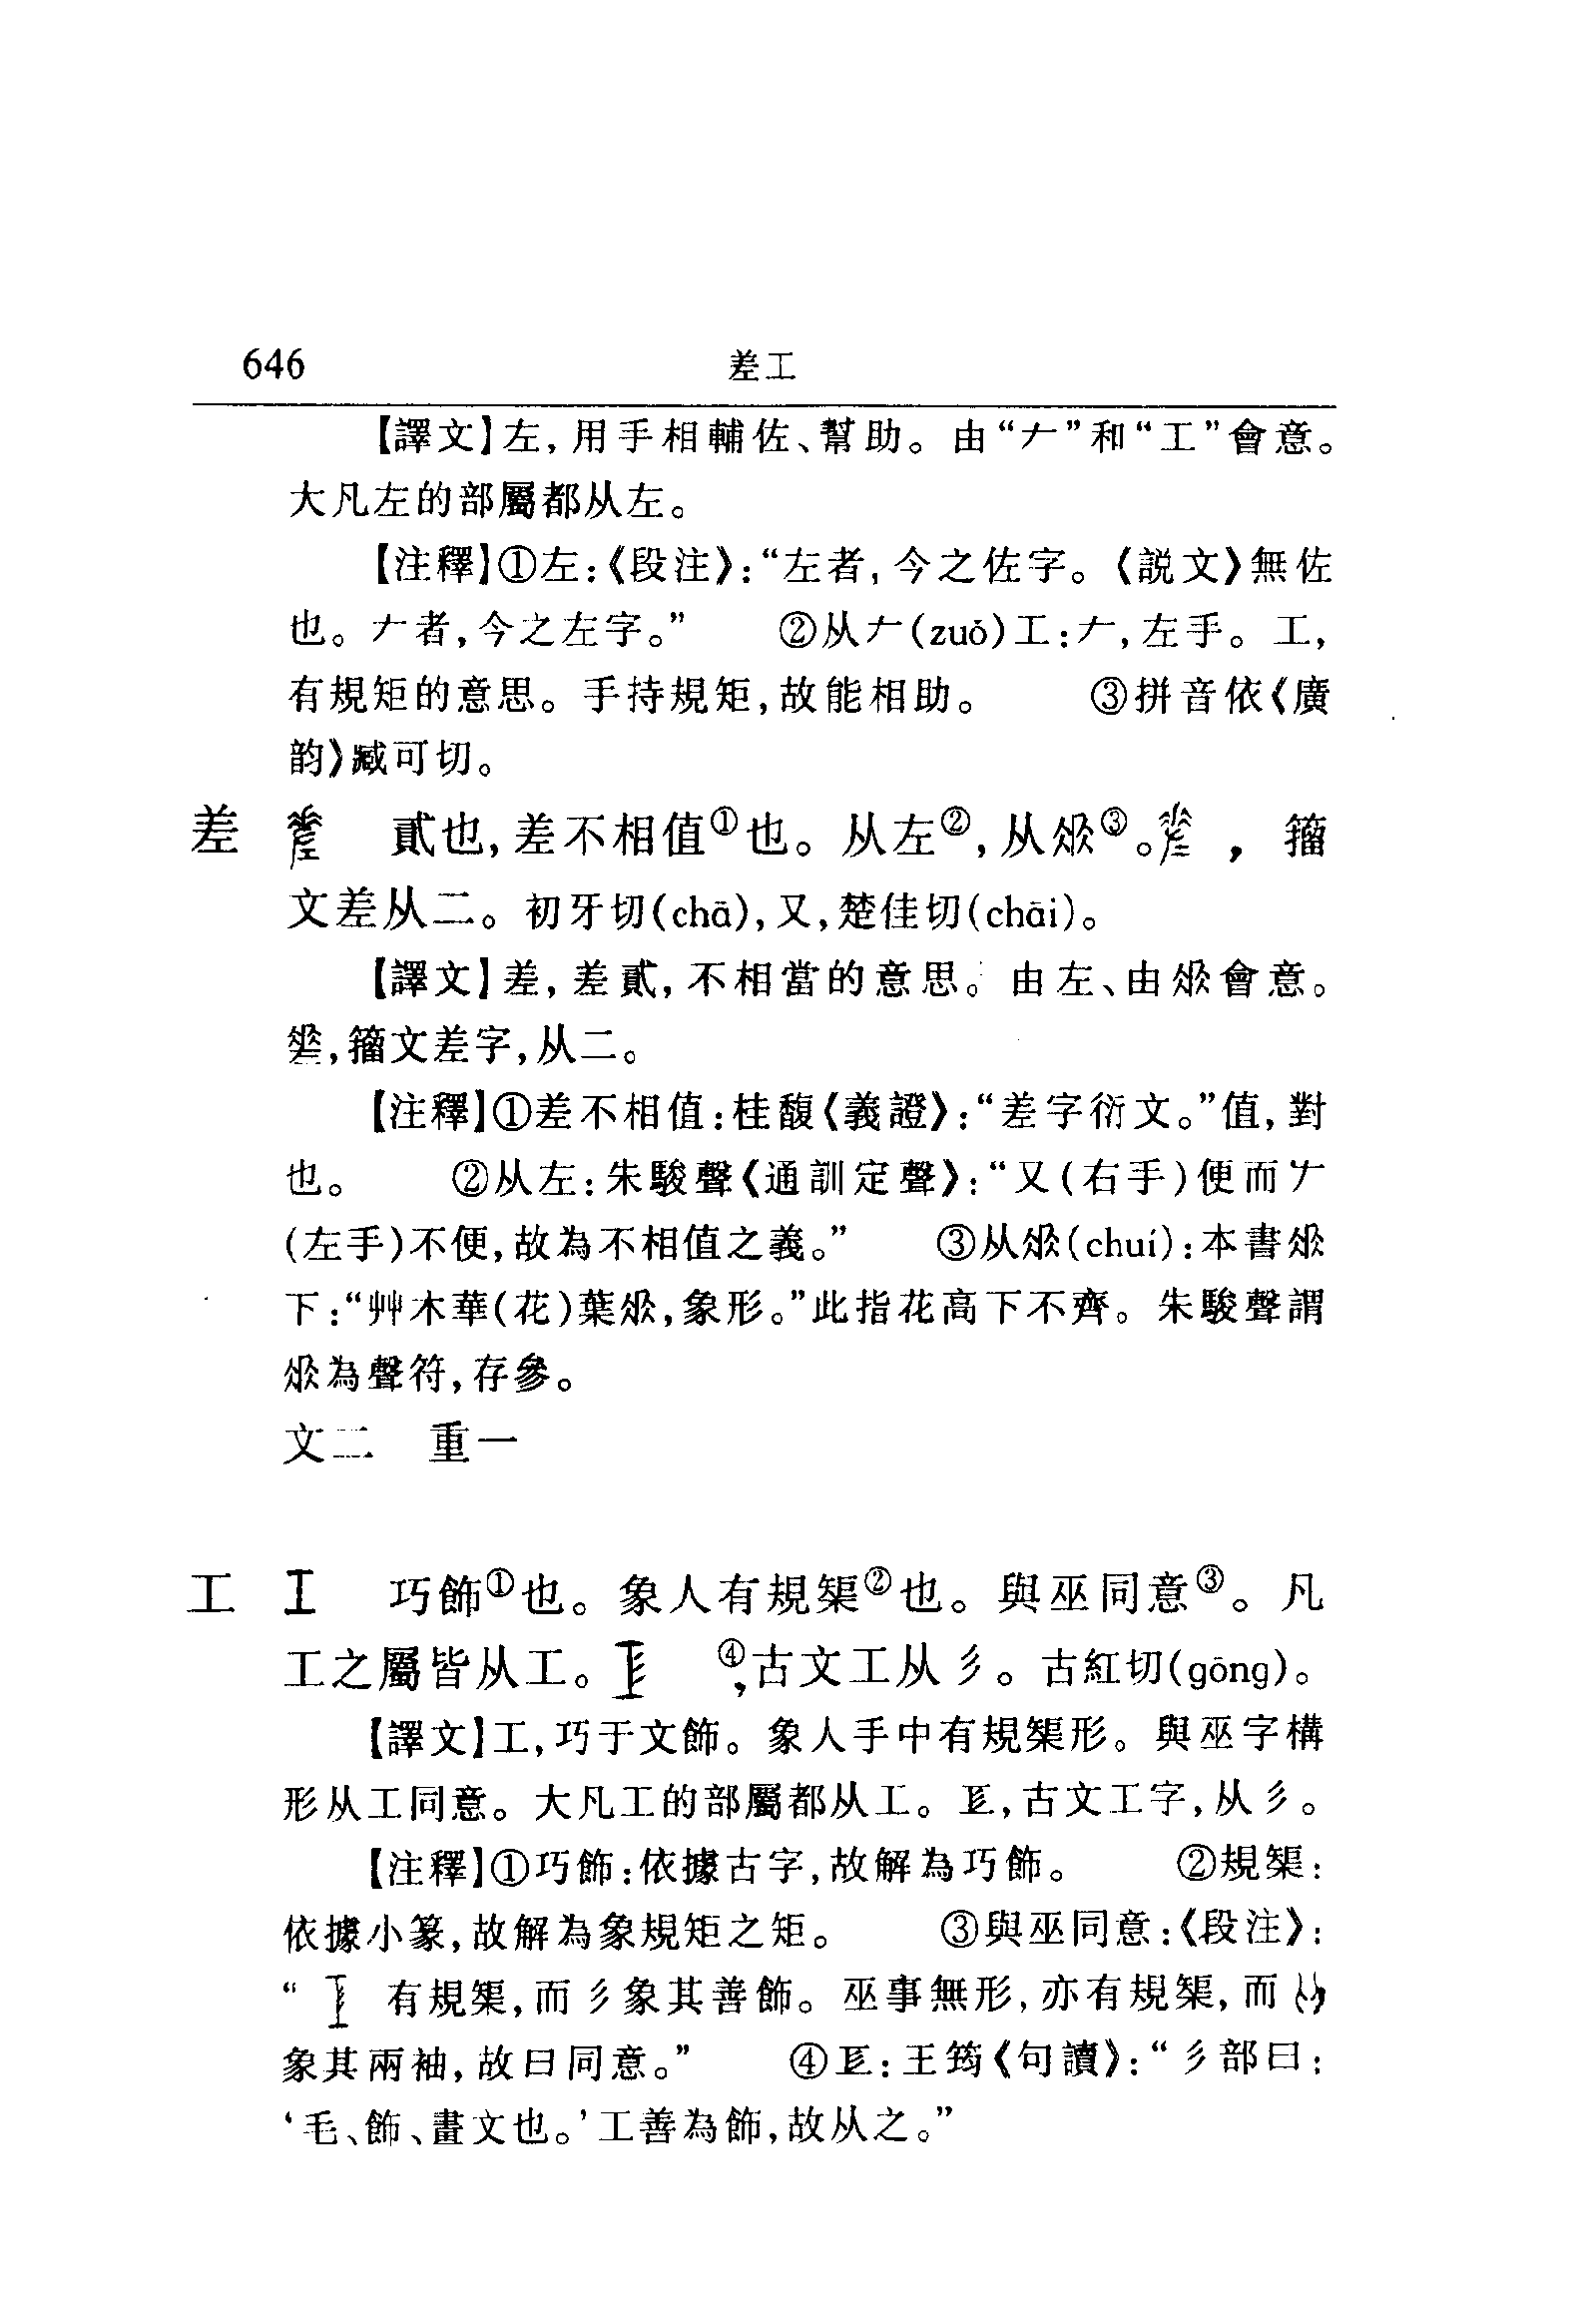 646 差工
【譯文】左，用手相輔佐、幫助。由“𠂇”和“工”會意。
大凡左的部屬都从左。
【注釋】①左：《段注》：“左者，今之佐字。《説文》無佐
也。𠂇者，今之左字。” ②从𠂇(zuǒ)工：𠂇，左手。工，
有規矩的意思。手持規矩，故能相助。 ③拼音依《廣
韵》臧可切。
差 貳也，差不相值①也。从左②，从𠂹③。，籀
文差从二。初牙切(chā)，又，楚佳切(chāi)。
【譯文】差，差貳，不相當的意思。由左、由𠂹會意。
，籀文差字，从二。
【注釋】①差不相值：桂馥《義證》：“差字衍文。”值，對
也。 ②从左：朱駿聲《通訓定聲》：“又(右手)便而𠂇
(左手)不便，故為不相值之義。” ③从𠂹(chuí)：本書𠂹
下：“艸木華(花)葉𠂹，象形。”此指花高下不齊。朱駿聲謂
𠂹為聲符，存參。
文二 重一
工 工 巧飾①也。象人有規榘②也。與巫同意③。凡
工之屬皆从工。𢒄④，古文工从彡。古紅切(gōng)。
【譯文】工，巧于文飾。象人手中有規榘形。與巫字構
形从工同意。大凡工的部屬都从工。𢒄，古文工字，从彡。
【注釋】①巧飾：依據古字，故解為巧飾。 ②規榘：
依據小篆，故解為象規矩之矩。 ③與巫同意：《段注》：
“𢒄有規榘，而彡象其善飾。巫事無形，亦有規榘，而
象其兩袖，故曰同意。” ④𢒄：王筠《句讀》：“彡部曰：
‘毛、飾、畫文也。’工善為飾，故从之。”